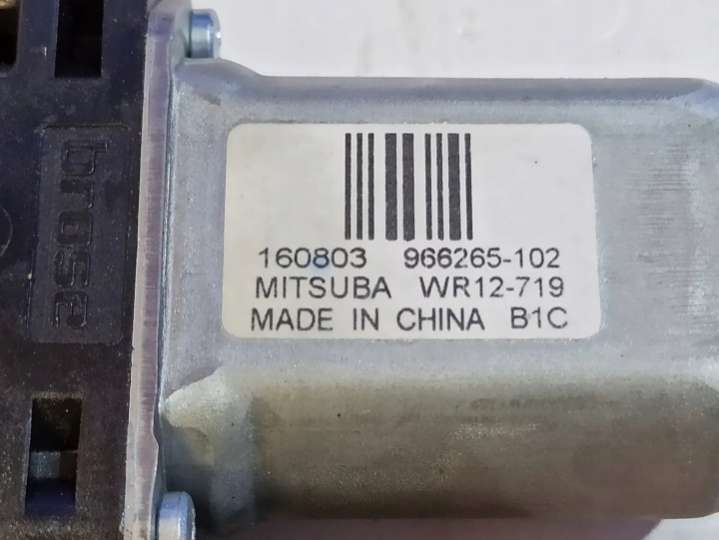 brose
160803 966265-102
MITSUBA WR12-719
MADE IN CHINA B1C